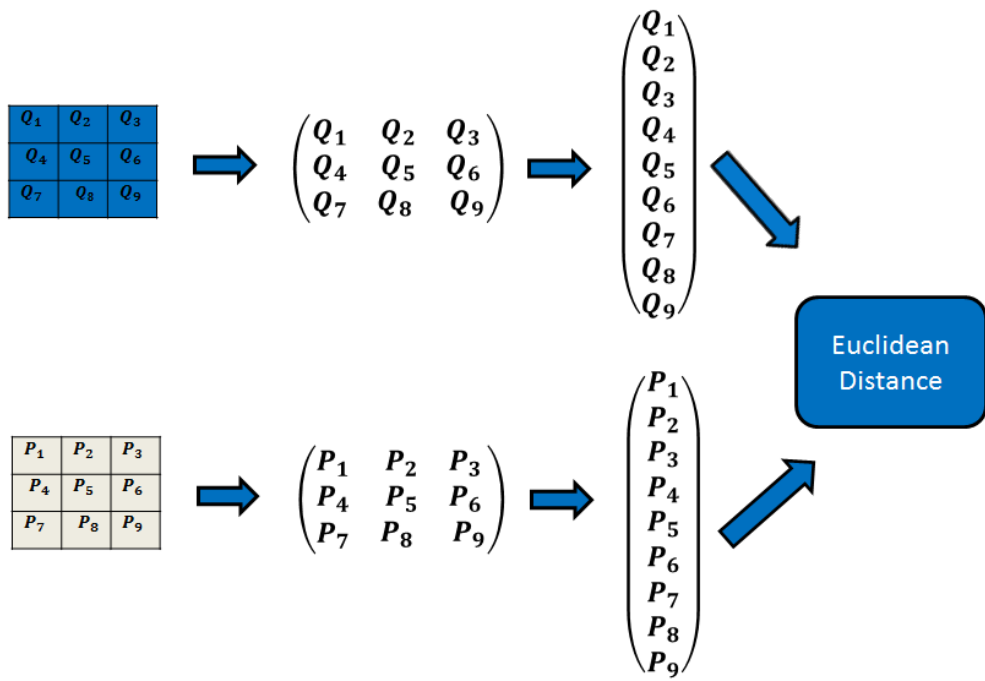 Q₁ Q₂ Q₃
Q₄ Q₅ Q₆
Q₇ Q₈ Q₉
Q₁ Q₂ Q₃
Q₄ Q₅ Q₆
Q₇ Q₈ Q₉
Q₁
Q₂
Q₃
Q₄
Q₅
Q₆
Q₇
Q₈
Q₉
P₁ P₂ P₃
P₄ P₅ P₆
P₇ P₈ P₉
P₁ P₂ P₃
P₄ P₅ P₆
P₇ P₈ P₉
P₁
P₂
P₃
P₄
P₅
P₆
P₇
P₈
P₉
Euclidean
Distance